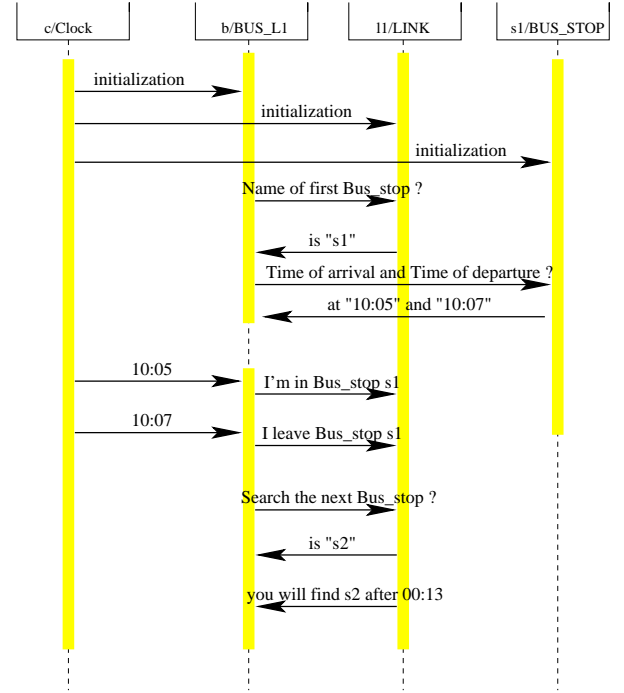 c/Clock
b/BUS_L1
l1/LINK
s1/BUS_STOP
initialization
initialization
initialization
Name of first Bus_stop ?
is "s1"
Time of arrival and Time of departure ?
at "10:05" and "10:07"
10:05
I'm in Bus_stop s1
10:07
I leave Bus_stop s1
Search the next Bus_stop ?
is "s2"
you will find s2 after 00:13